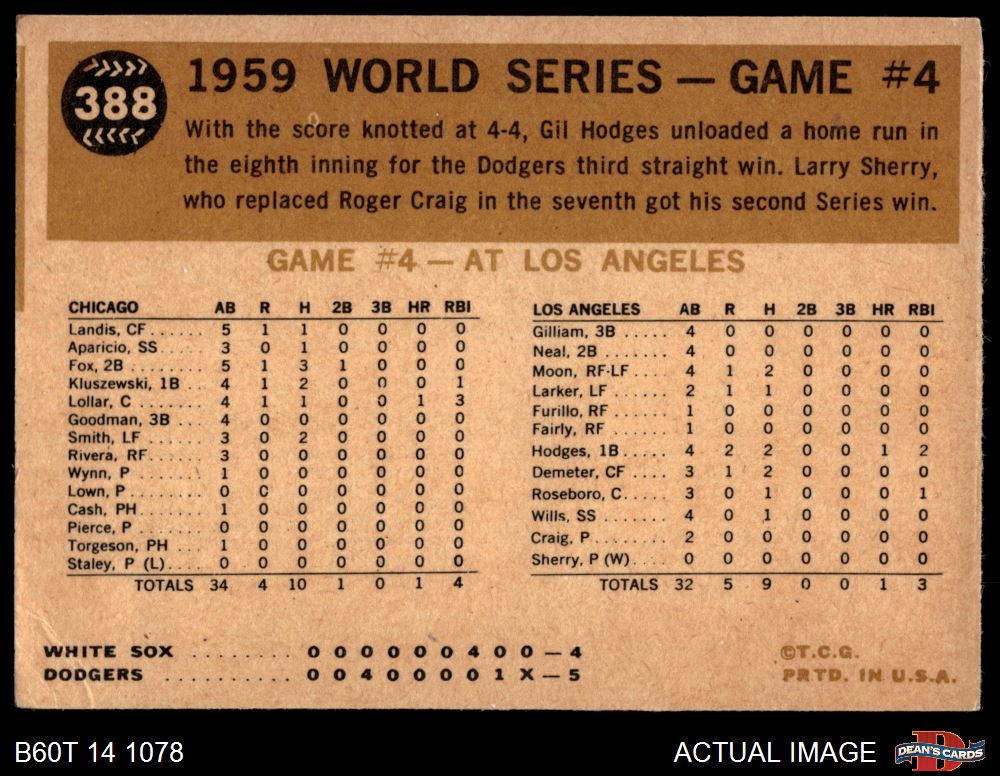 388
1959 WORLD SERIES — GAME #4
With the score knotted at 4-4, Gil Hodges unloaded a home run in
the eighth inning for the Dodgers third straight win. Larry Sherry,
who replaced Roger Craig in the seventh got his second Series win.
GAME #4 — AT LOS ANGELES
CHICAGO AB R H 2B 3B HR RBI
Landis, CF . . . . . . 5 1 1 0 0 0 0
Aparicio, SS . . . . . 3 0 1 0 0 0 0
Fox, 2B . . . . . . . . 5 1 3 1 0 0 0
Kluszewski, 1B . . 4 1 2 0 0 0 1
Lollar, C . . . . . . . 4 1 1 0 0 1 3
Goodman, 3B . . . 4 0 0 0 0 0 0
Smith, LF . . . . . . 3 0 2 0 0 0 0
Rivera, RF. . . . . . 3 0 0 0 0 0 0
Wynn, P . . . . . . . 1 0 0 0 0 0 0
Lown, P . . . . . . . 0 0 0 0 0 0 0
Cash, PH. . . . . . . 1 0 0 0 0 0 0
Pierce, P . . . . . . . 0 0 0 0 0 0 0
Torgeson, PH . . . 1 0 0 0 0 0 0
Staley, P (L). . . . . 0 0 0 0 0 0 0
TOTALS 34 4 10 1 0 1 4
LOS ANGELES AB R H 2B 3B HR RBI
Gilliam, 3B . . . . . 4 0 0 0 0 0 0
Neal, 2B . . . . . . . 4 0 0 0 0 0 0
Moon, RF-LF . . . . 4 1 2 0 0 0 0
Larker, LF . . . . . . 2 1 1 0 0 0 0
Furillo, RF . . . . . . 1 0 0 0 0 0 0
Fairly, RF . . . . . . 1 0 0 0 0 0 0
Hodges, 1B . . . . . 4 2 2 0 0 1 2
Demeter, CF . . . . 3 1 2 0 0 0 0
Roseboro, C. . . . . 3 0 1 0 0 0 1
Wills, SS . . . . . . . 4 0 1 0 0 0 0
Craig, P . . . . . . . 2 0 0 0 0 0 0
Sherry, P (W). . . . 0 0 0 0 0 0 0
TOTALS 32 5 9 0 0 1 3
WHITE SOX . . . . . . . . 0 0 0 0 0 0 4 0 0 — 4
DODGERS . . . . . . . . . . 0 0 4 0 0 0 0 1 X — 5
©T.C.G.
PRTD. IN U.S.A.
B60T 14 1078
ACTUAL IMAGE
DEAN'S CARDS